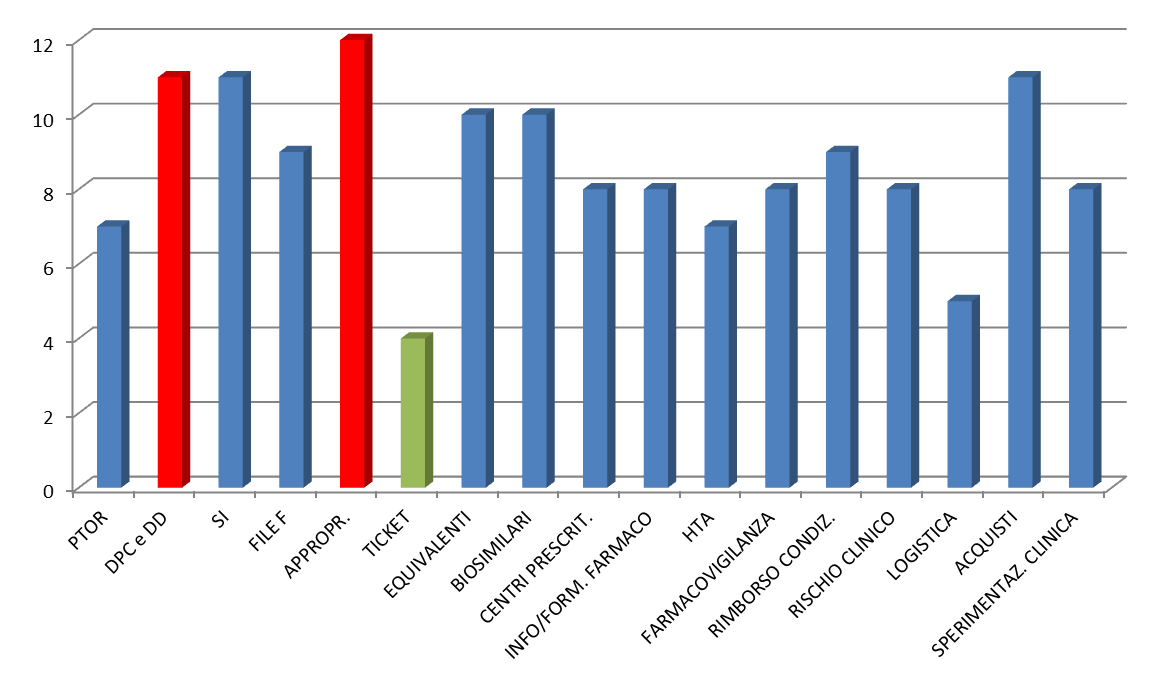 12
10
8
6
4
2
0
PTOR
DPC e DD
SI
FILE F
APPROPR.
TICKET
EQUIVALENTI
BIOSIMILARI
CENTRI PRESCRIT.
INFO/FORM. FARMACO
HTA
FARMACOVIGILANZA
RIMBORSO CONDIZ.
RISCHIO CLINICO
LOGISTICA
ACQUISTI
SPERIMENTAZ. CLINICA